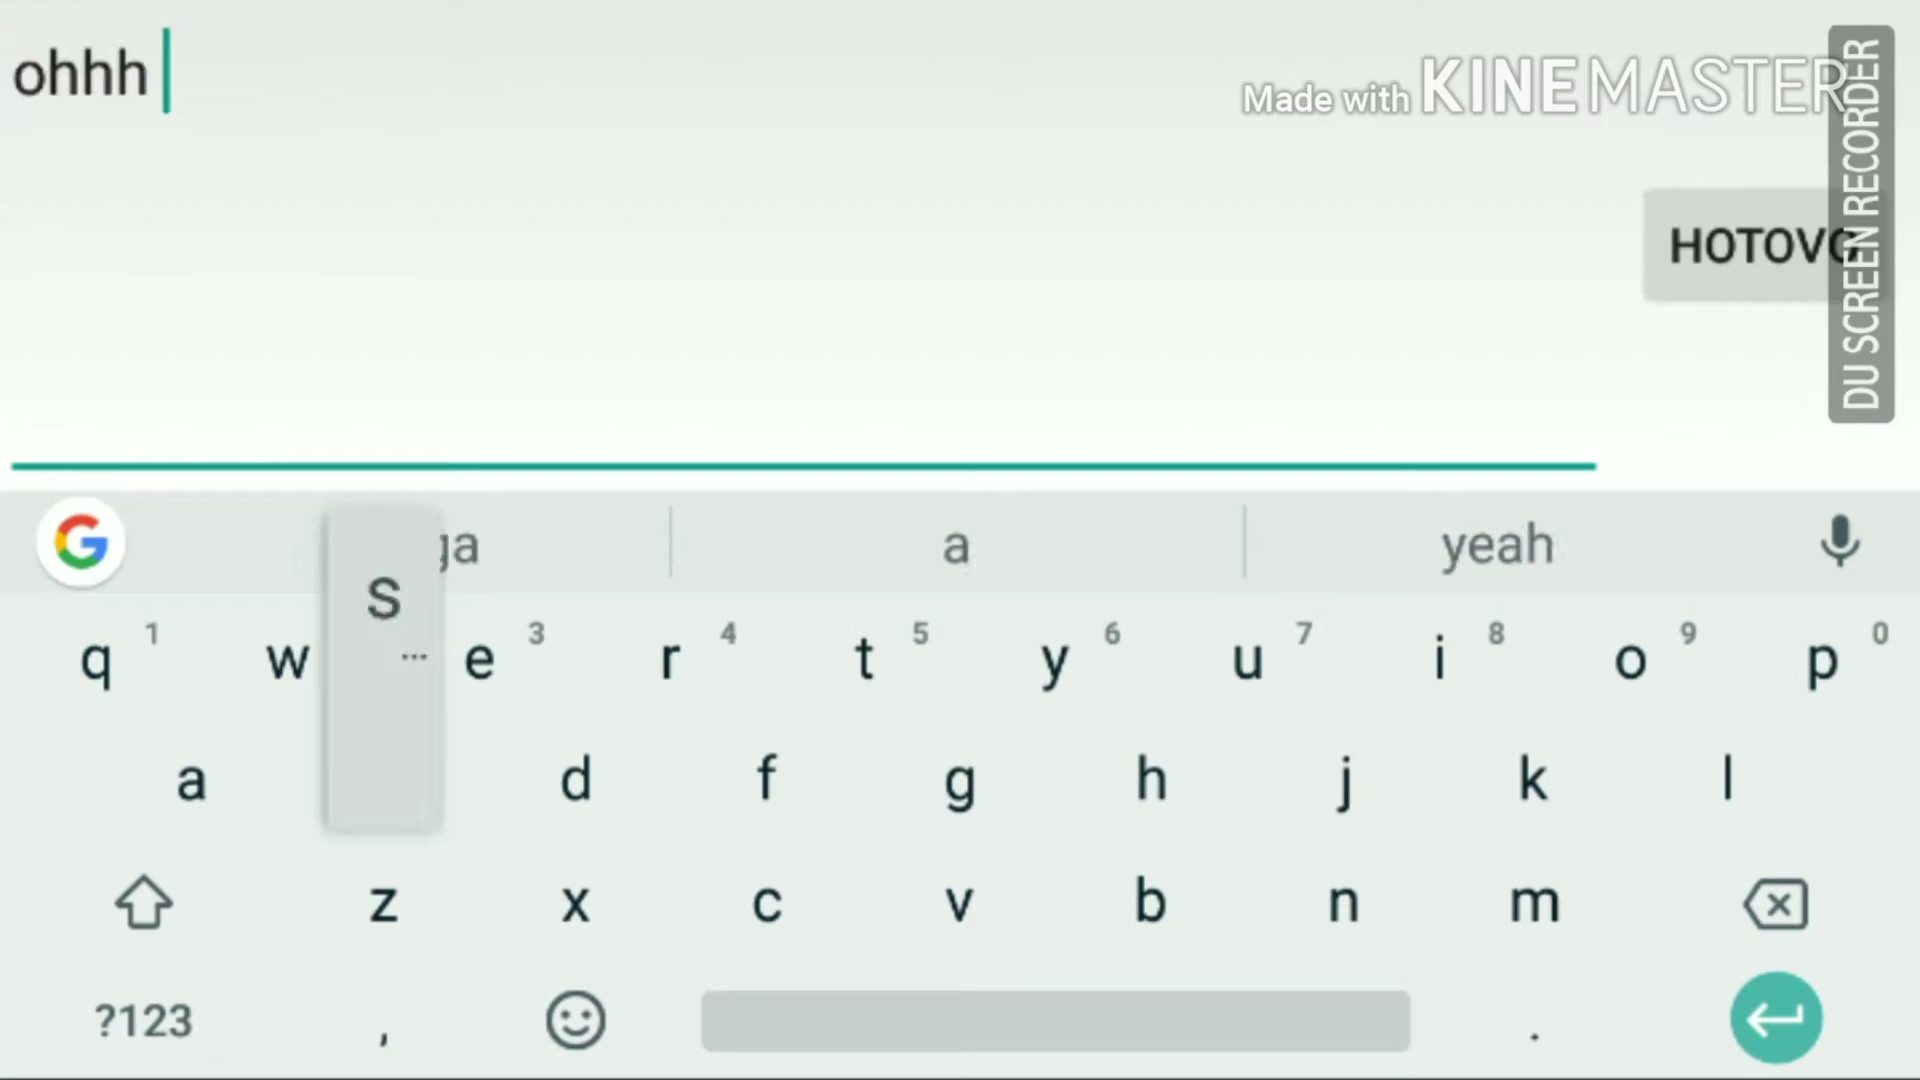 ohhh
Made with KINEMASTER
DU SCREEN RECORDER
HOTOVO
G a yeah
S
q 1 w e 3 r 4 t 5 y 6 u 7 i 8 o 9 p 0
a d f g h j k l
z x c v b n m
?123 , .